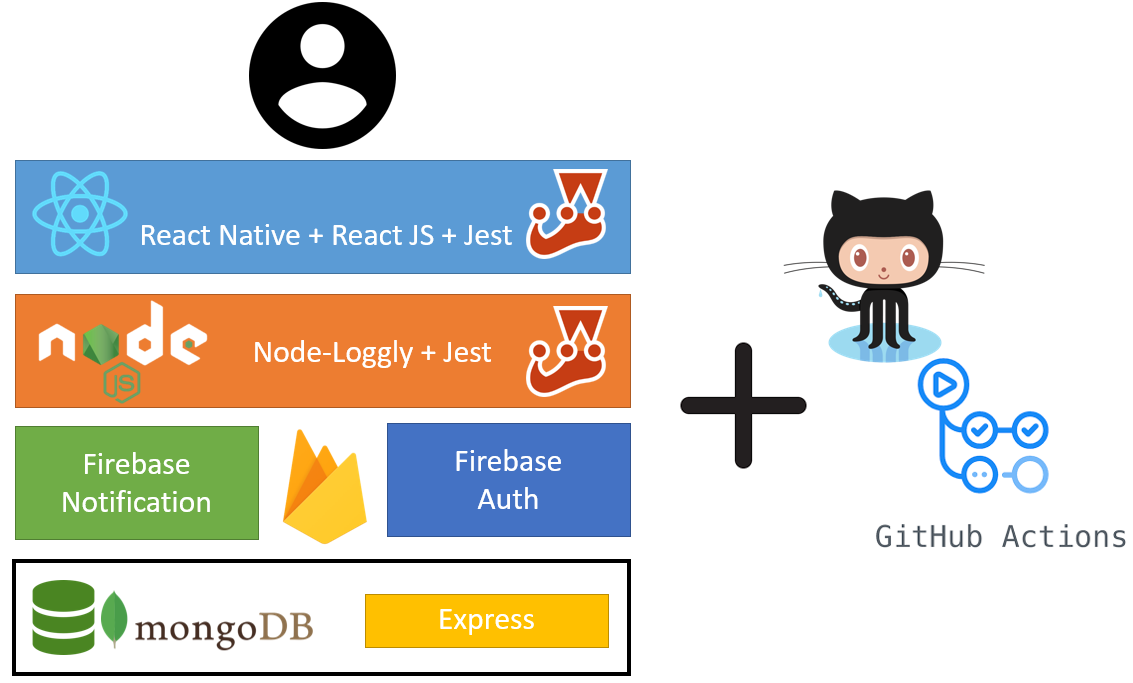 React Native + React JS + Jest
node
JS
Node-Loggly + Jest
Firebase
Notification
Firebase
Auth
mongoDB
Express
GitHub Actions